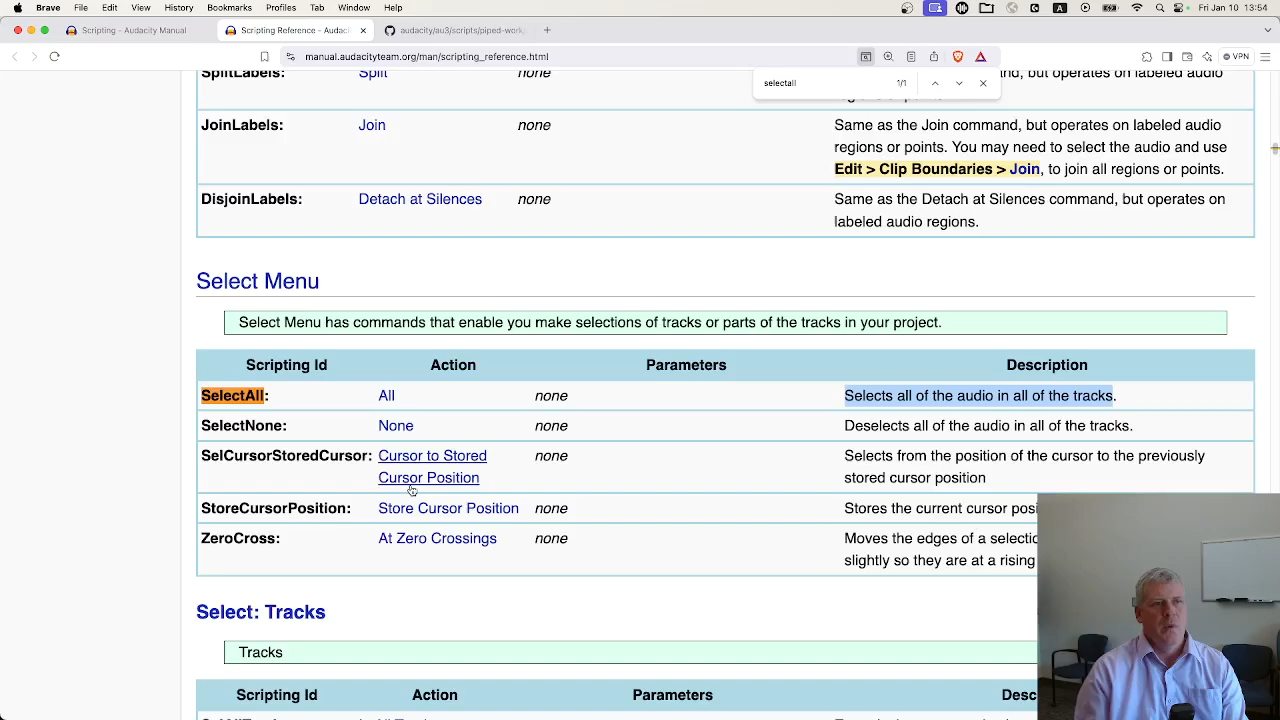 Brave File Edit View History Bookmarks Profiles Tab Window Help Fri Jan 10 13:54
Scripting - Audacity Manual
Scripting Reference - Audaci
audacity/au3/scripts/piped-work
manual.audacityteam.org/man/scripting_reference.html
VPN
selectall 1/1
SplitLabels: Split none nd, but operates on labeled audio
JoinLabels: Join none Same as the Join command, but operates on labeled audio
regions or points. You may need to select the audio and use
Edit > Clip Boundaries > Join, to join all regions or points.
DisjoinLabels: Detach at Silences none Same as the Detach at Silences command, but operates on
labeled audio regions.
Select Menu
Select Menu has commands that enable you make selections of tracks or parts of the tracks in your project.
Scripting Id Action Parameters Description
SelectAll: All none Selects all of the audio in all of the tracks.
SelectNone: None none Deselects all of the audio in all of the tracks.
SelCursorStoredCursor: Cursor to Stored none Selects from the position of the cursor to the previously
Cursor Position stored cursor position
StoreCursorPosition: Store Cursor Position none Stores the current cursor posi
ZeroCross: At Zero Crossings none Moves the edges of a selectio
slightly so they are at a rising
Select: Tracks
Tracks
Scripting Id Action Parameters Desc